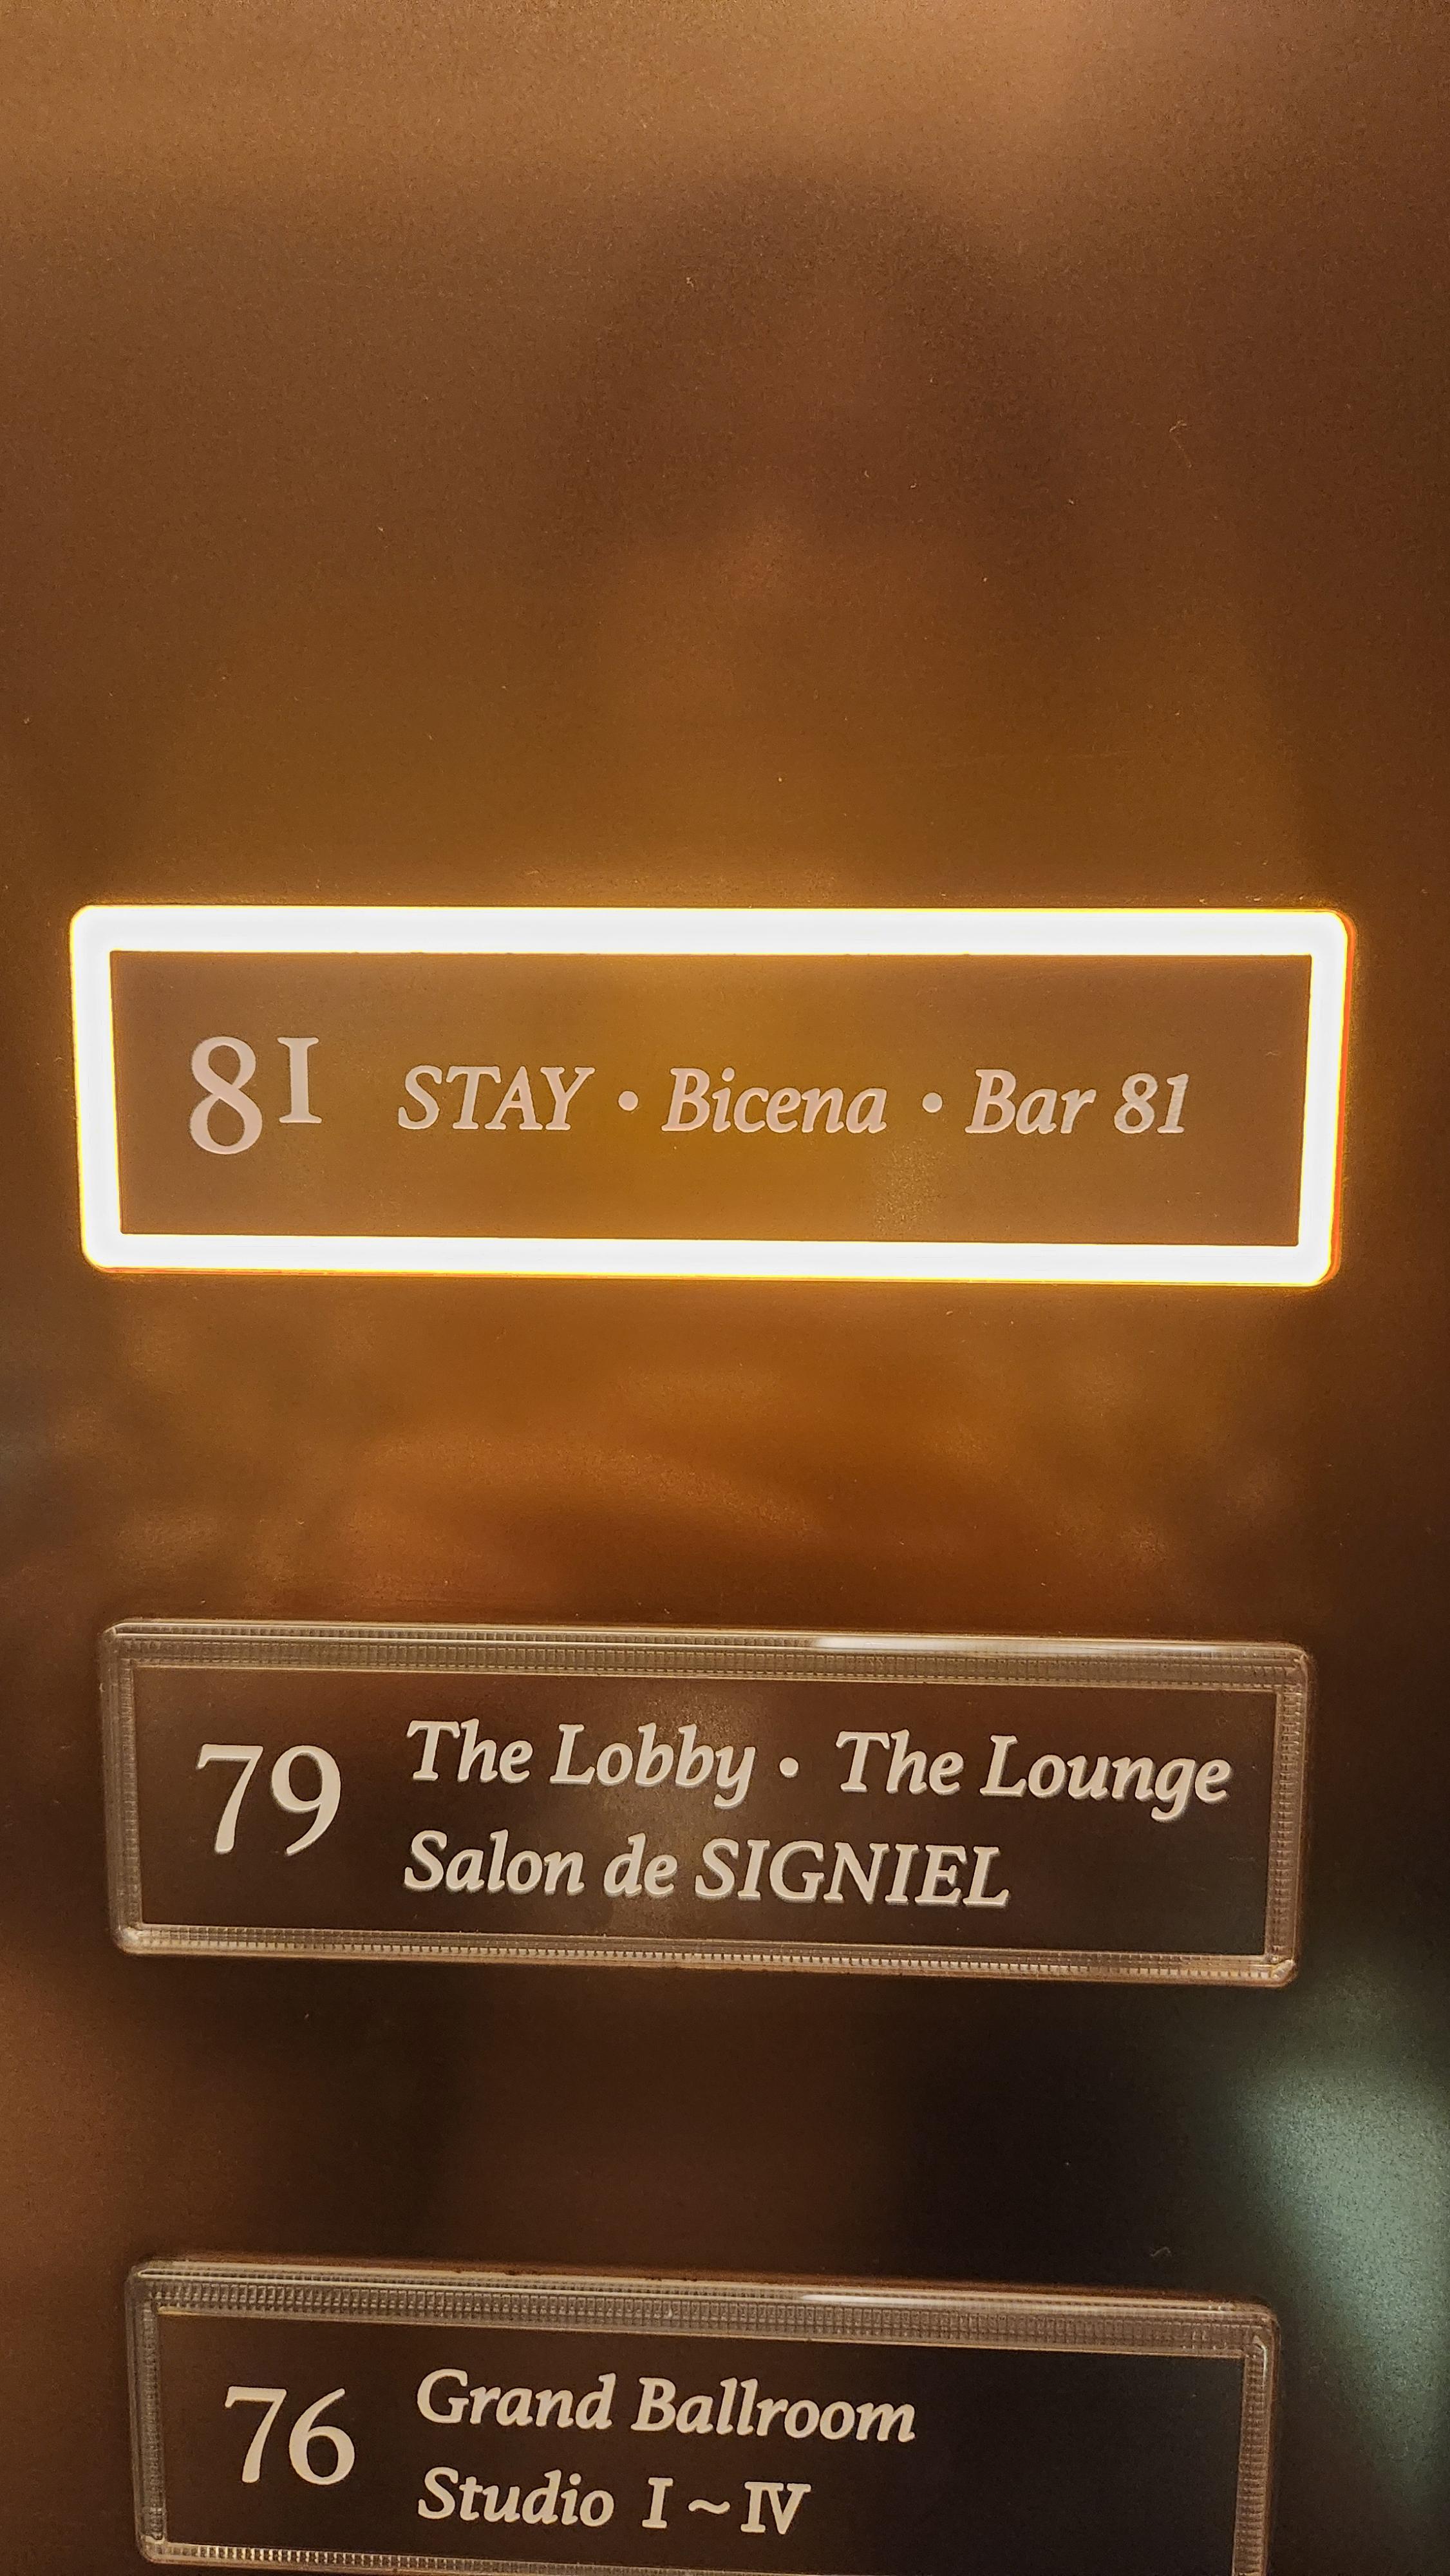 81 STAY • Bicena • Bar 81
79 The Lobby • The Lounge
Salon de SIGNIEL
76 Grand Ballroom
Studio I ~ IV